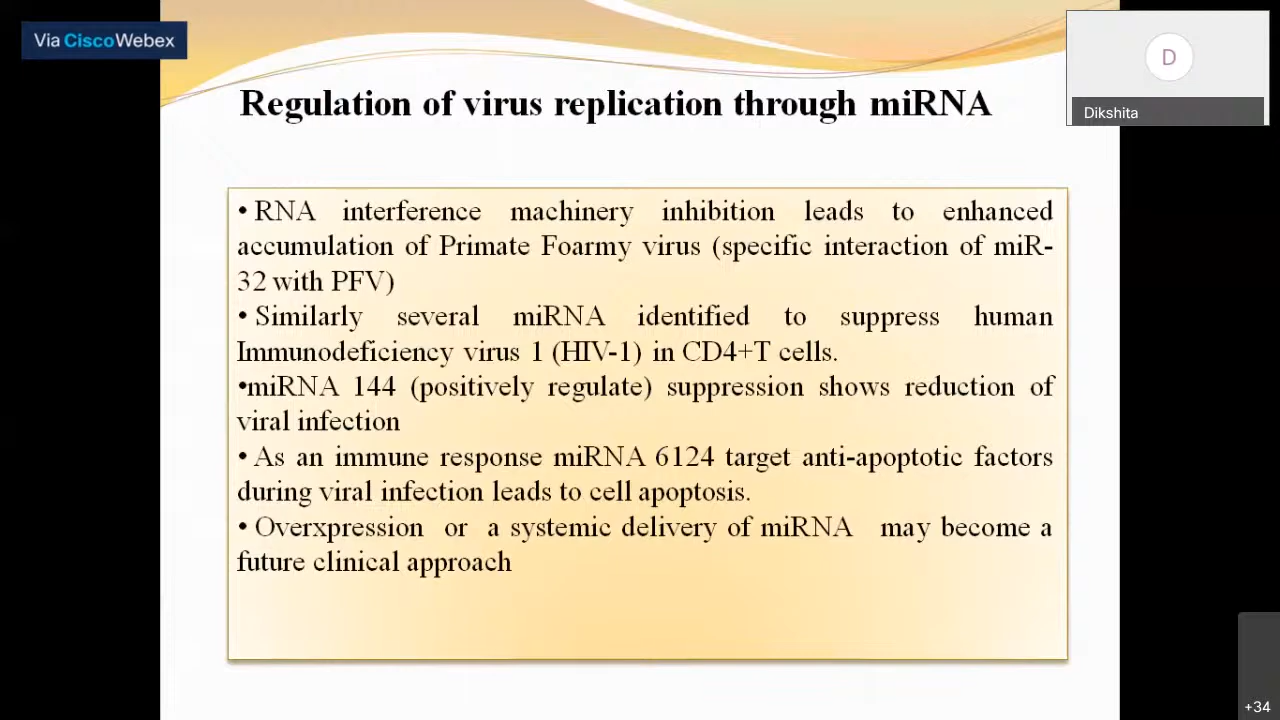 Via CiscoWebex
D
Dikshita
Regulation of virus replication through miRNA
• RNA interference machinery inhibition leads to enhanced
accumulation of Primate Foarmy virus (specific interaction of miR-
32 with PFV)
• Similarly several miRNA identified to suppress human
Immunodeficiency virus 1 (HIV-1) in CD4+T cells.
•miRNA 144 (positively regulate) suppression shows reduction of
viral infection
• As an immune response miRNA 6124 target anti-apoptotic factors
during viral infection leads to cell apoptosis.
• Overxpression or a systemic delivery of miRNA may become a
future clinical approach
+34